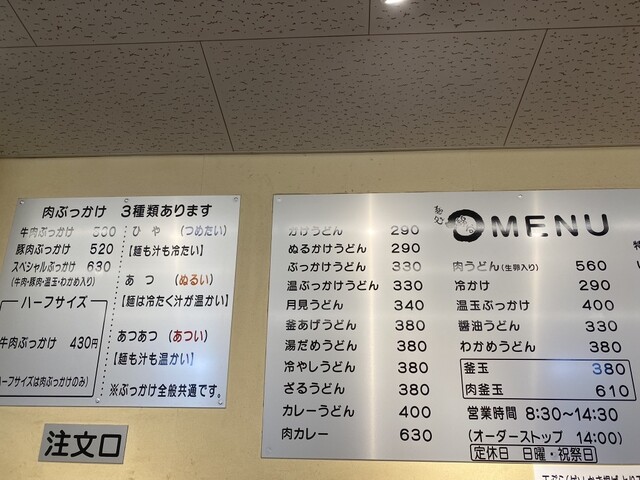 肉ぶっかけ 3種類あります
牛肉ぶっかけ
豚肉ぶっかけ 520
スペシャルぶっかけ 630
(牛肉・豚肉・温玉・わかめ入り)
ハーフサイズ
牛肉ぶっかけ 430円
ハーフサイズは肉ぶっかけのみ)
ひや (つめたい)
【麺も汁も冷たい】
あつ (ぬるい)
【麺は冷たく汁が温かい】
あつあつ (あつい)
【麺も汁も温かい】
※ぶっかけ全般共通です。
注文口
MENU
かけうどん 290
ぬるかけうどん 290
ぶっかけうどん 330
温ぶっかけうどん 330
月見うどん 340
釜あげうどん 380
湯だめうどん 380
冷やしうどん 380
ざるうどん 380
カレーうどん 400
肉カレー 630
肉うどん(生卵入り) 560
冷かけ 290
温玉ぶっかけ 400
醤油うどん 330
わかめうどん 380
釜玉 380
肉釜玉 610
営業時間 8:30～14:30
(オーダーストップ 14:00)
定休日 日曜・祝祭日
特